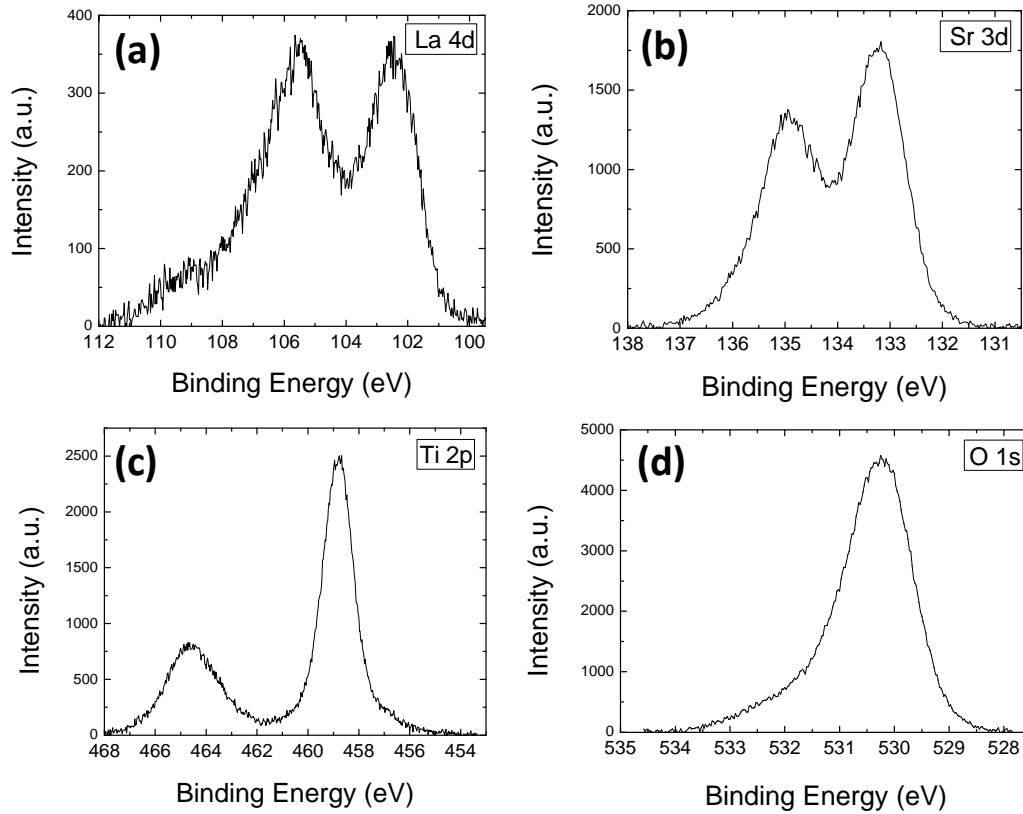 (a)
La 4d
400
350
300
250
200
150
100
50
0
112 110 108 106 104 102 100
Intensity (a.u.)
Binding Energy (eV)
(b)
Sr 3d
2000
1500
1000
500
0
138 137 136 135 134 133 132 131
Intensity (a.u.)
Binding Energy (eV)
(c)
Ti 2p
2500
2000
1500
1000
500
0
468 466 464 462 460 458 456 454
Intensity (a.u.)
Binding Energy (eV)
(d)
O 1s
5000
4000
3000
2000
1000
0
535 534 533 532 531 530 529 528
Intensity (a.u.)
Binding Energy (eV)